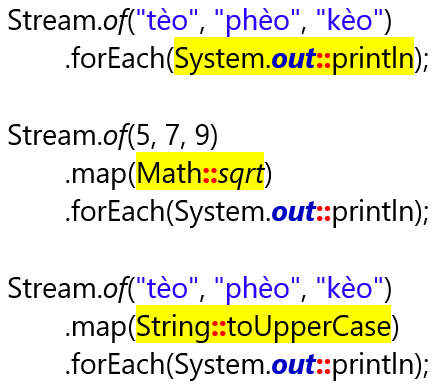 Stream.of("tèo", "phèo", "kèo")
.forEach(System.out::println);
Stream.of(5, 7, 9)
.map(Math::sqrt)
.forEach(System.out::println);
Stream.of("tèo", "phèo", "kèo")
.map(String::toUpperCase)
.forEach(System.out::println);